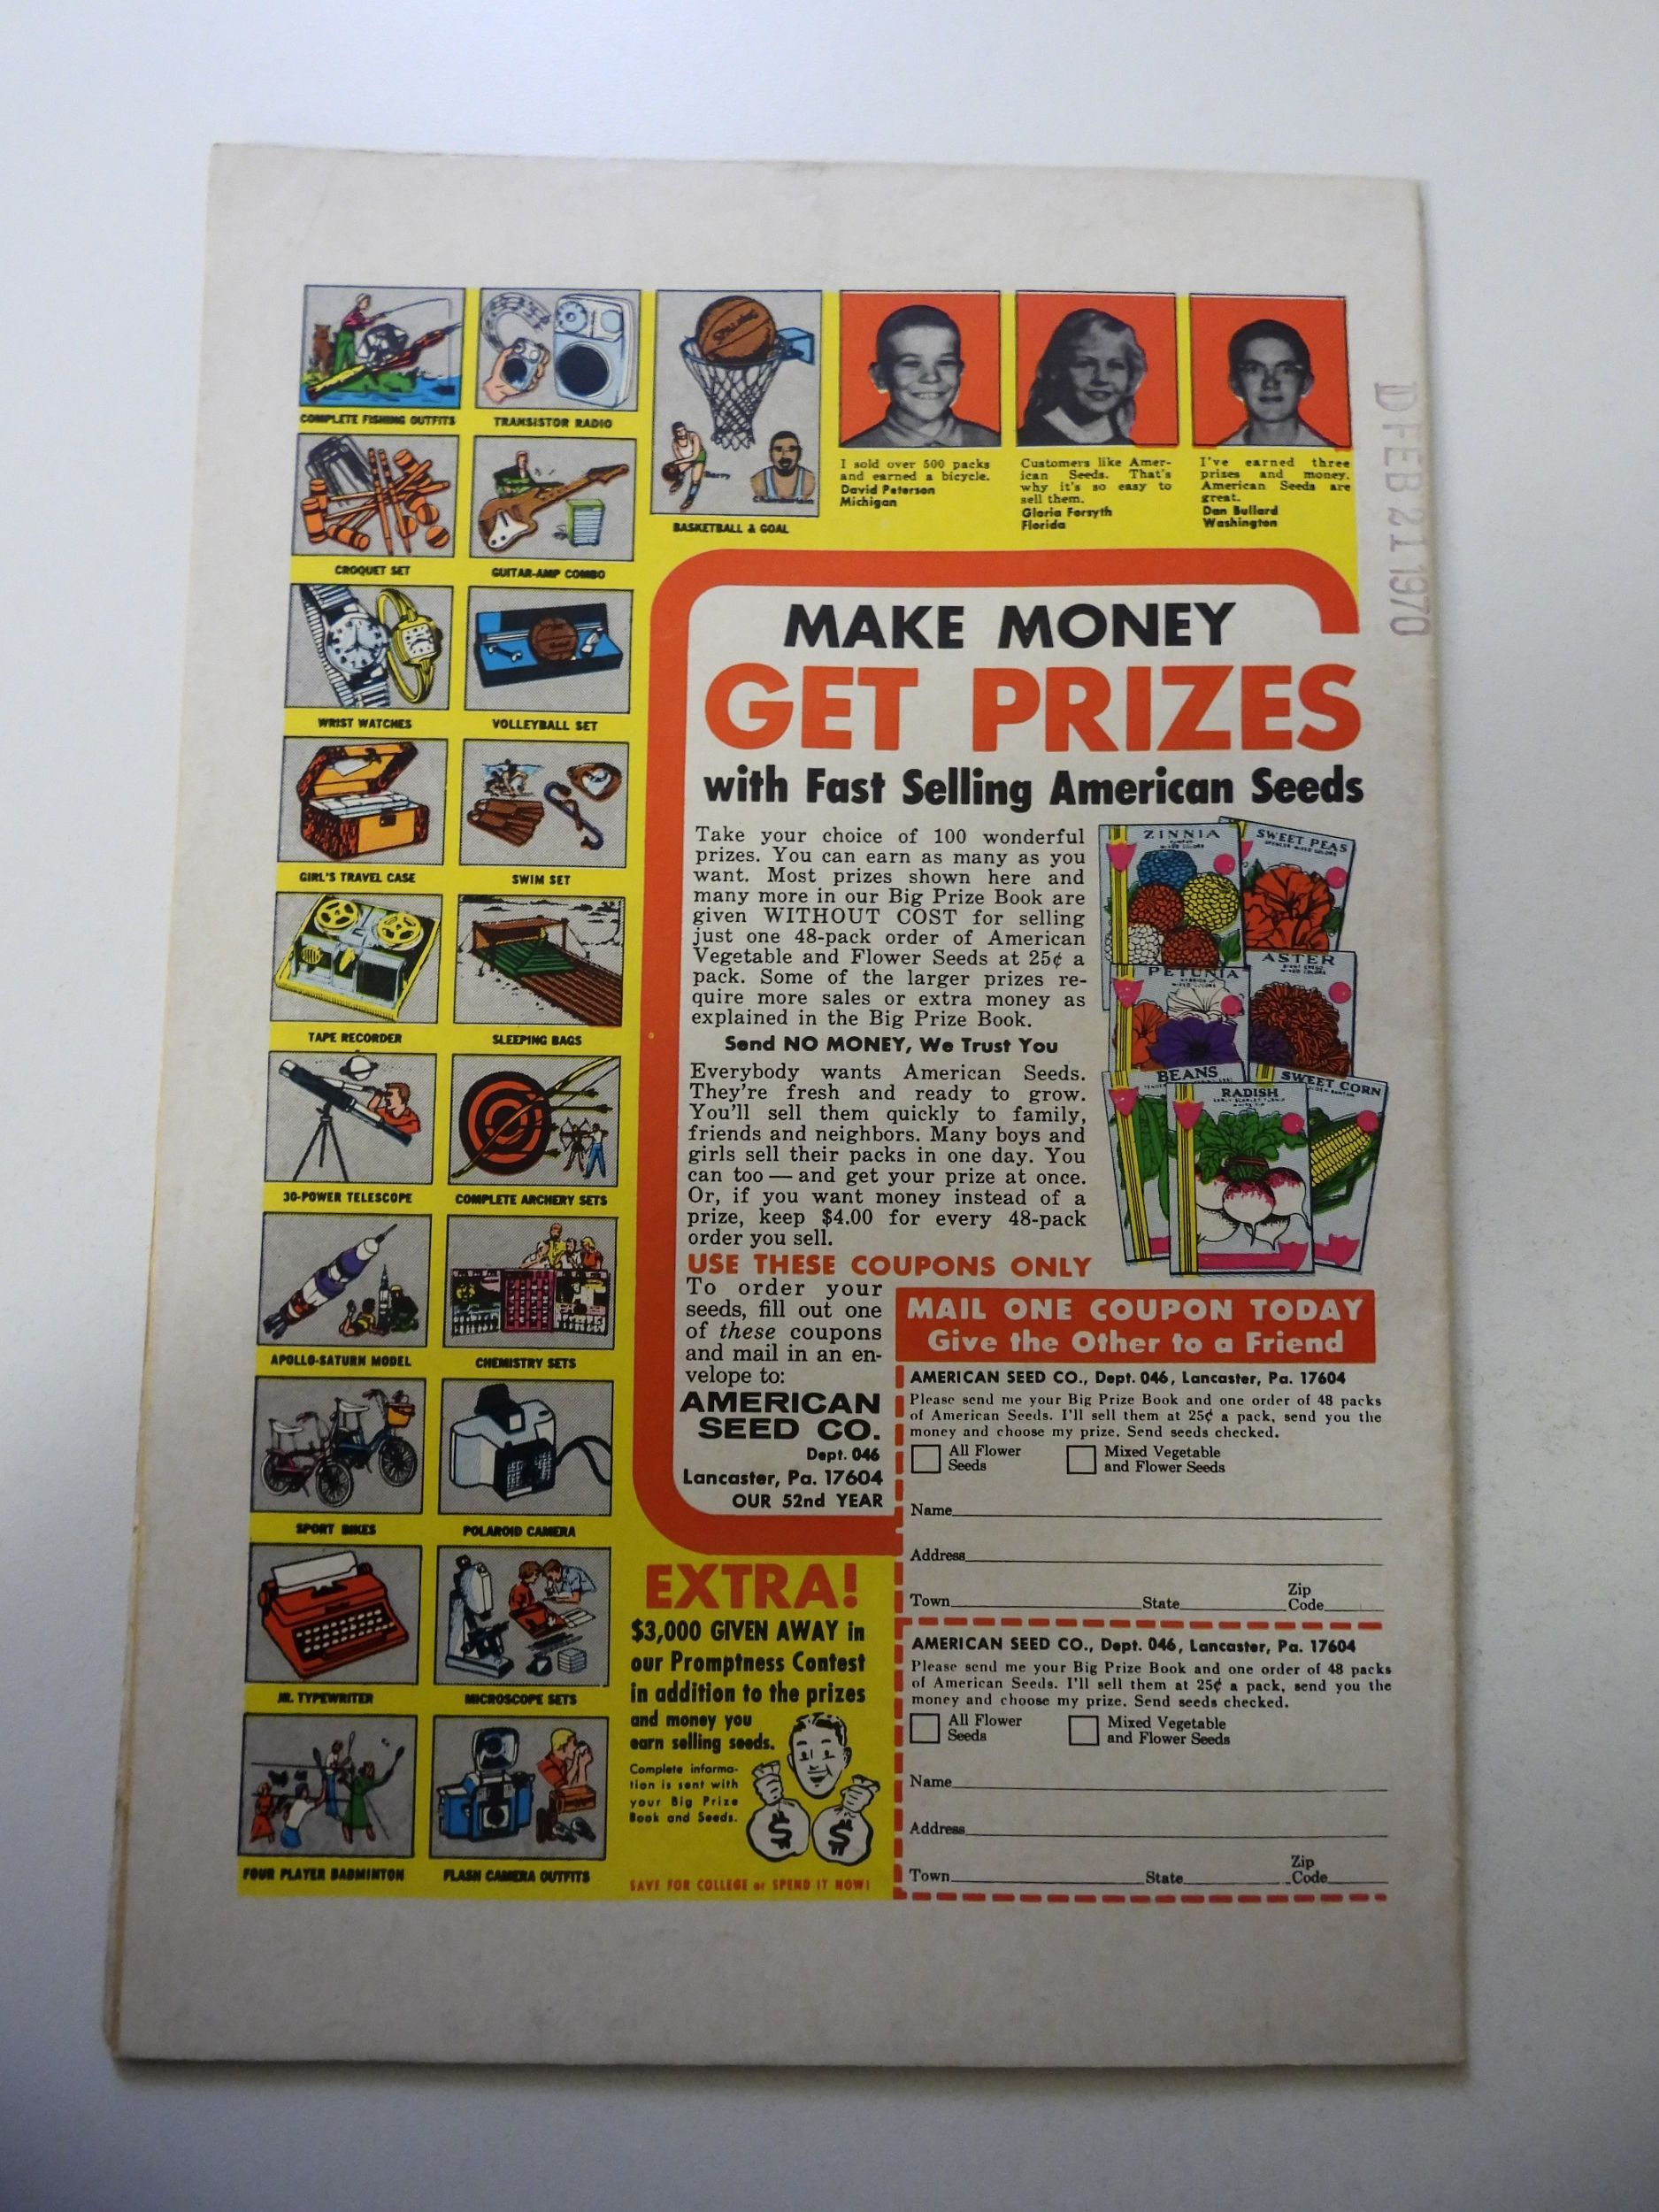 COMPLETE FISHING OUTFITS
TRANSISTOR RADIO
SPALDING
Barry
Chamberlain
BASKETBALL & GOAL
CROQUET SET
GUITAR-AMP COMBO
WRIST WATCHES
VOLLEYBALL SET
GIRL'S TRAVEL CASE
SWIM SET
TAPE RECORDER
SLEEPING BAGS
30-POWER TELESCOPE
COMPLETE ARCHERY SETS
APOLLO-SATURN MODEL
CHEMISTRY SETS
SPORT BIKES
POLAROID CAMERA
JR. TYPEWRITER
MICROSCOPE SETS
FOUR PLAYER BADMINTON
FLASH CAMERA OUTFITS
I sold over 500 packs
and earned a bicycle.
David Peterson
Michigan
Customers like Amer-
ican Seeds. That's
why it's so easy to
sell them.
Gloria Forsyth
Florida
I've earned three
prizes and money.
American Seeds are
great.
Dan Bullard
Washington
D FEB 21 1970
MAKE MONEY
GET PRIZES
with Fast Selling American Seeds
Take your choice of 100 wonderful
prizes. You can earn as many as you
want. Most prizes shown here and
many more in our Big Prize Book are
given WITHOUT COST for selling
just one 48-pack order of American
Vegetable and Flower Seeds at 25¢ a
pack. Some of the larger prizes re-
quire more sales or extra money as
explained in the Big Prize Book.
Send NO MONEY, We Trust You
Everybody wants American Seeds.
They're fresh and ready to grow.
You'll sell them quickly to family,
friends and neighbors. Many boys and
girls sell their packs in one day. You
can too — and get your prize at once.
Or, if you want money instead of a
prize, keep $4.00 for every 48-pack
order you sell.
ZINNIA
MIXED COLORS
SWEET PEAS
MIXED COLORS
PETUNIA
MIXED COLORS
ASTER
MIXED COLORS
BEANS
RADISH
SWEET CORN
USE THESE COUPONS ONLY
To order your
seeds, fill out one
of these coupons
and mail in an en-
velope to:
AMERICAN
SEED CO.
Dept. 046
Lancaster, Pa. 17604
OUR 52nd YEAR
MAIL ONE COUPON TODAY
Give the Other to a Friend
AMERICAN SEED CO., Dept. 046, Lancaster, Pa. 17604
Please send me your Big Prize Book and one order of 48 packs
of American Seeds. I'll sell them at 25¢ a pack, send you the
money and choose my prize. Send seeds checked.
All Flower
Seeds
Mixed Vegetable
and Flower Seeds
Name
Address
Town State Zip Code
AMERICAN SEED CO., Dept. 046, Lancaster, Pa. 17604
Please send me your Big Prize Book and one order of 48 packs
of American Seeds. I'll sell them at 25¢ a pack, send you the
money and choose my prize. Send seeds checked.
All Flower
Seeds
Mixed Vegetable
and Flower Seeds
Name
Address
Town State Zip Code
EXTRA!
$3,000 GIVEN AWAY in
our Promptness Contest
in addition to the prizes
and money you
earn selling seeds.
Complete informa-
tion is sent with
your Big Prize
Book and Seeds.
$ $
SAVE FOR COLLEGE or SPEND IT NOW!